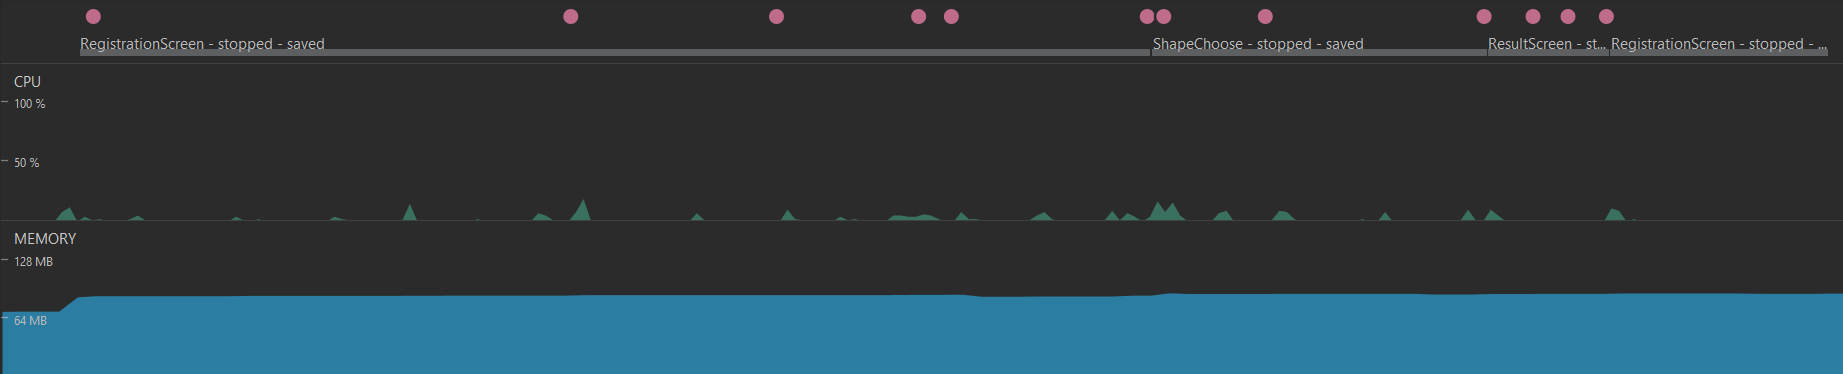 RegistrationScreen - stopped - saved
ShapeChoose - stopped - saved
ResultScreen - st...
RegistrationScreen - stopped - ...
CPU
100 %
50 %
MEMORY
128 MB
64 MB